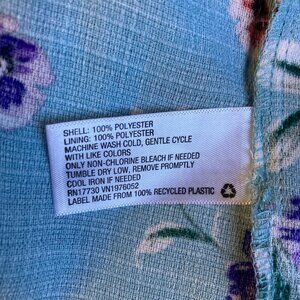 SHELL: 100% POLYESTER
LINING: 100% POLYESTER
MACHINE WASH COLD, GENTLE CYCLE
WITH LIKE COLORS
ONLY NON-CHLORINE BLEACH IF NEEDED
TUMBLE DRY LOW, REMOVE PROMPTLY
COOL IRON IF NEEDED
RN17730 VN1976052
LABEL MADE FROM 100% RECYCLED PLASTIC